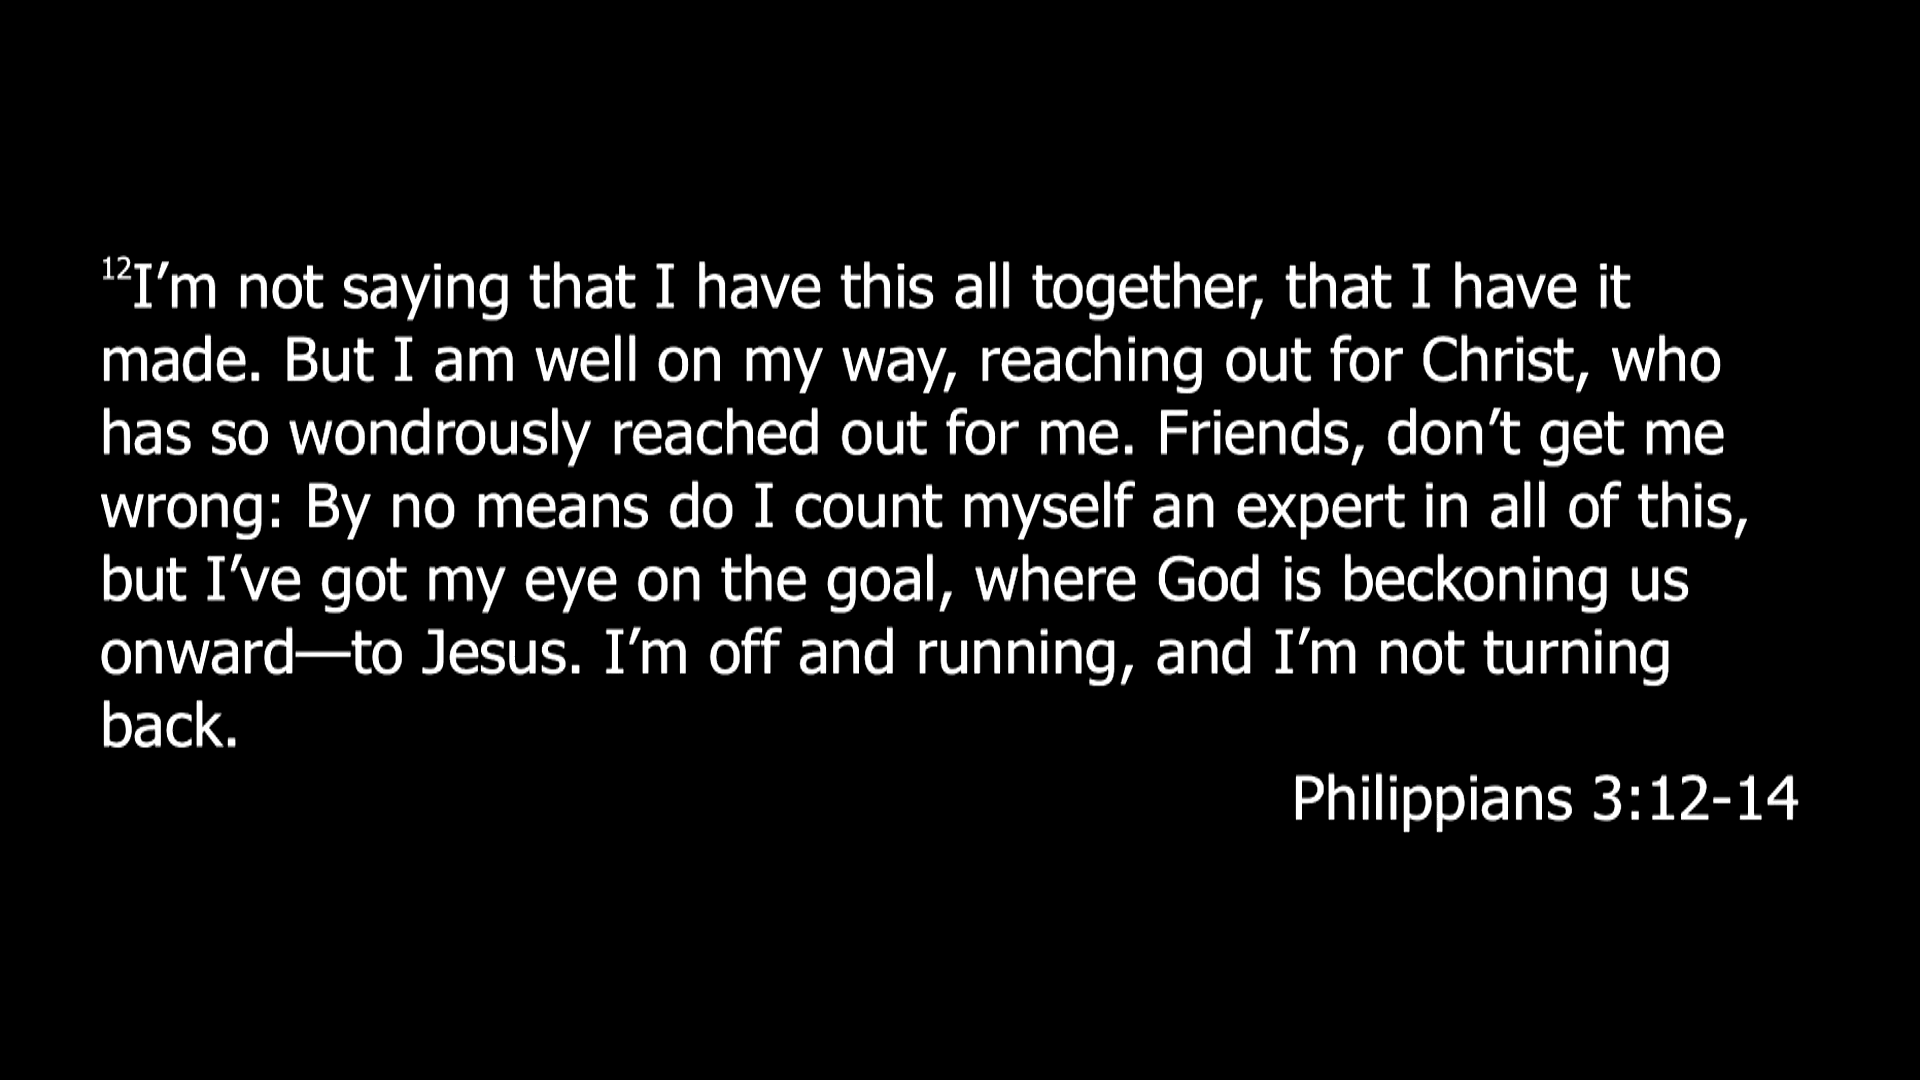 ¹²I’m not saying that I have this all together, that I have it
made. But I am well on my way, reaching out for Christ, who
has so wondrously reached out for me. Friends, don’t get me
wrong: By no means do I count myself an expert in all of this,
but I’ve got my eye on the goal, where God is beckoning us
onward—to Jesus. I’m off and running, and I’m not turning
back.
Philippians 3:12-14